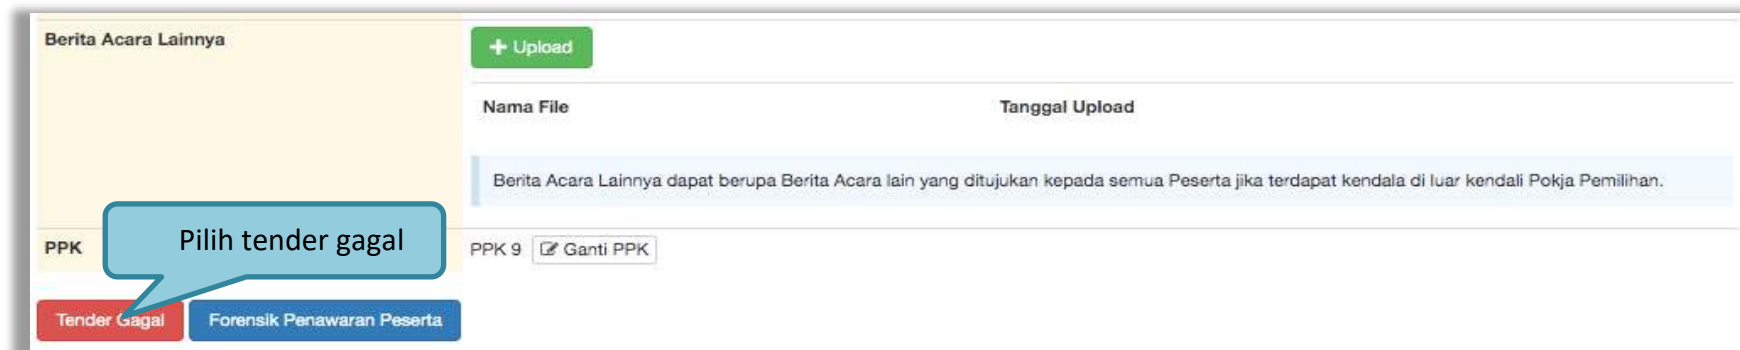 Berita Acara Lainnya
Upload
Nama File Tanggal Upload
Berita Acara Lainnya dapat berupa Berita Acara lain yang ditujukan kepada semua Peserta jika terdapat kendala di luar kendali Pokja Pemilihan.
Pilih tender gagal
PPK PPK 9 Ganti PPK
Tender Gagal Forensik Penawaran Peserta